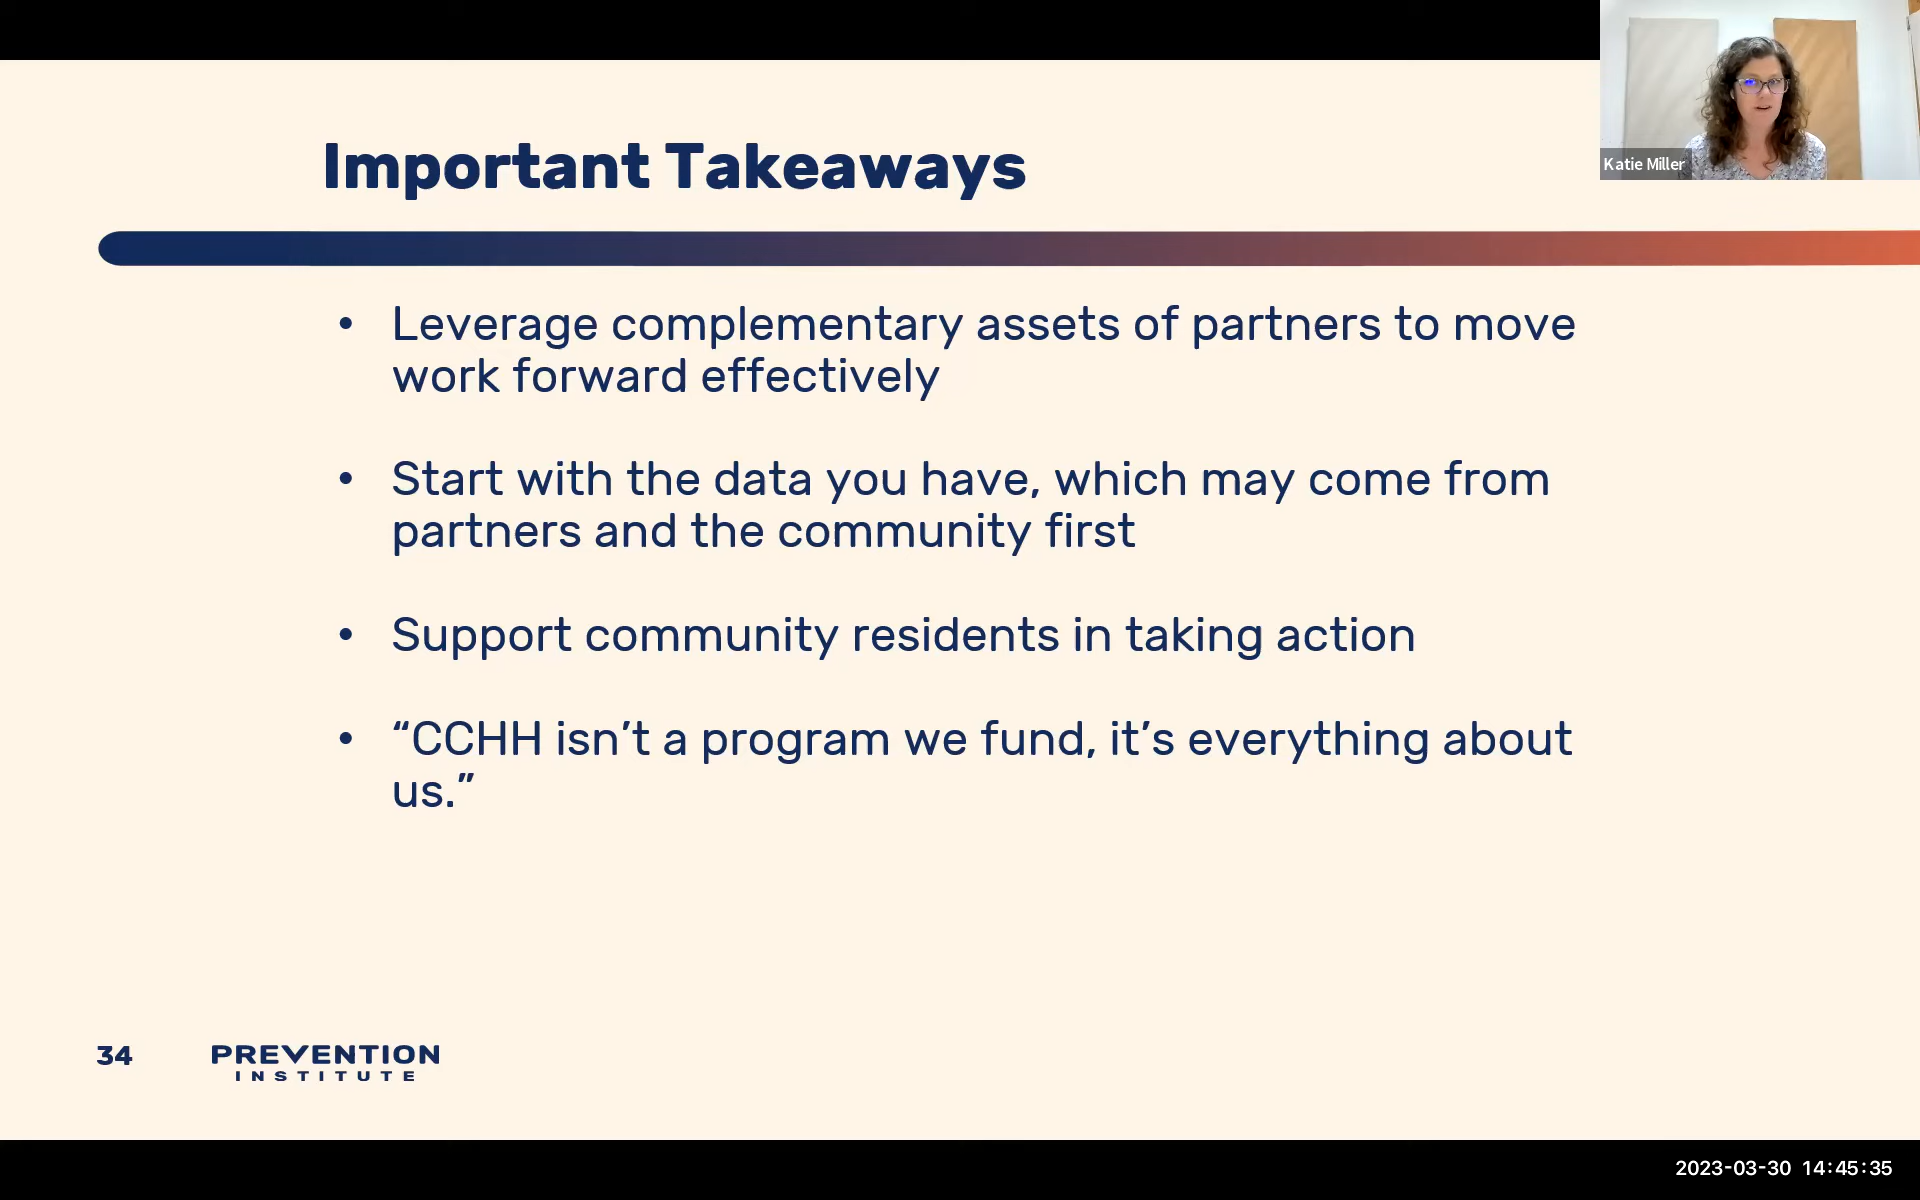 Katie Miller
Important Takeaways
• Leverage complementary assets of partners to move
work forward effectively
• Start with the data you have, which may come from
partners and the community first
• Support community residents in taking action
• “CCHH isn’t a program we fund, it’s everything about
us.”
34
PREVENTION
INSTITUTE
2023-03-30 14:45:35